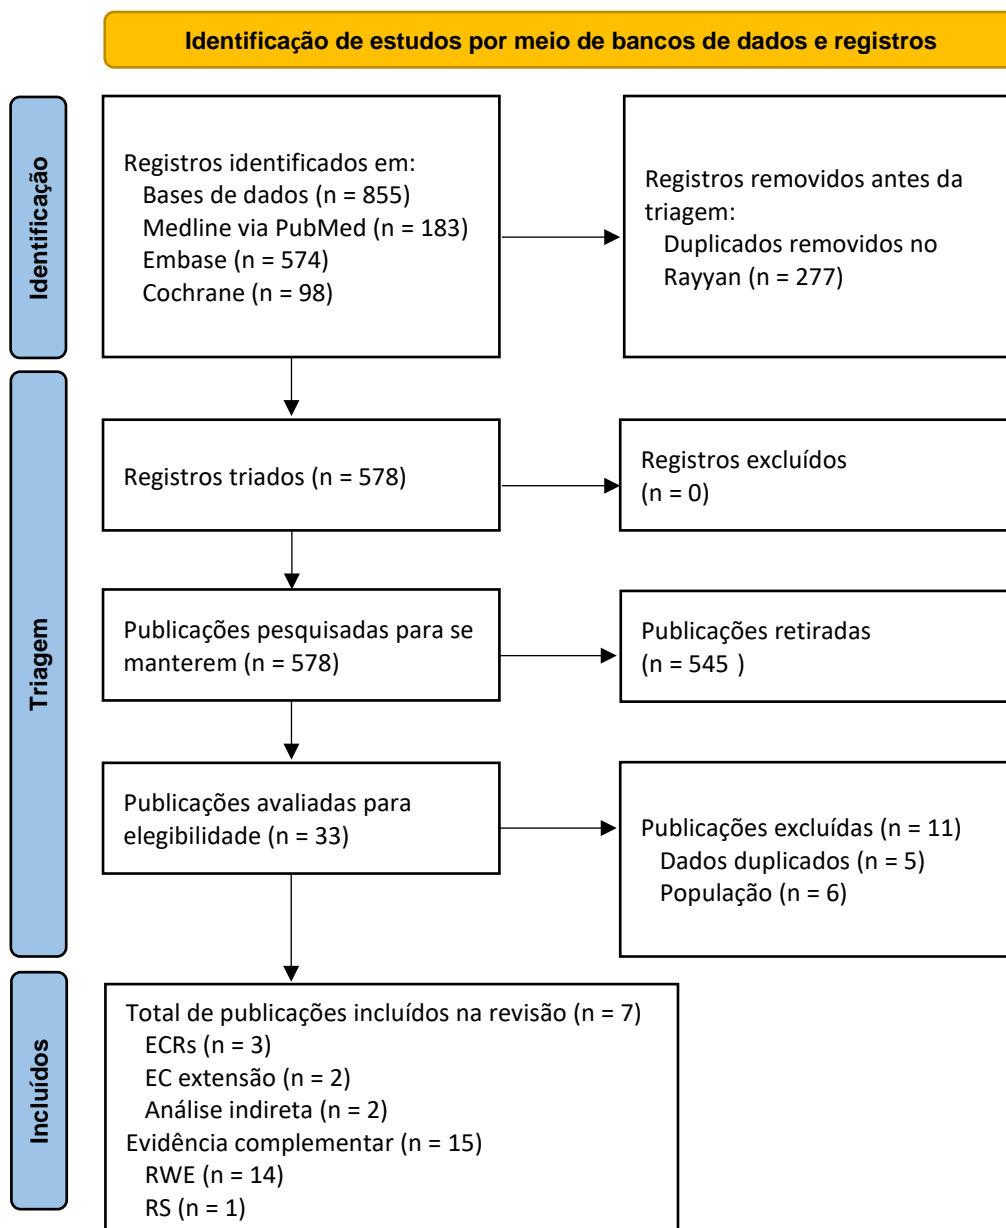 Identificação de estudos por meio de bancos de dados e registros
Identificação
Registros identificados em:
Bases de dados (n = 855)
Medline via PubMed (n = 183)
Embase (n = 574)
Cochrane (n = 98)
Registros removidos antes da
triagem:
Duplicados removidos no
Rayyan (n = 277)
Triagem
Registros triados (n = 578)
Registros excluídos
(n = 0)
Publicações pesquisadas para se
manterem (n = 578)
Publicações retiradas
(n = 545 )
Publicações avaliadas para
elegibilidade (n = 33)
Publicações excluídas (n = 11)
Dados duplicados (n = 5)
População (n = 6)
Incluídos
Total de publicações incluídos na revisão (n = 7)
ECRs (n = 3)
EC extensão (n = 2)
Análise indireta (n = 2)
Evidência complementar (n = 15)
RWE (n = 14)
RS (n = 1)